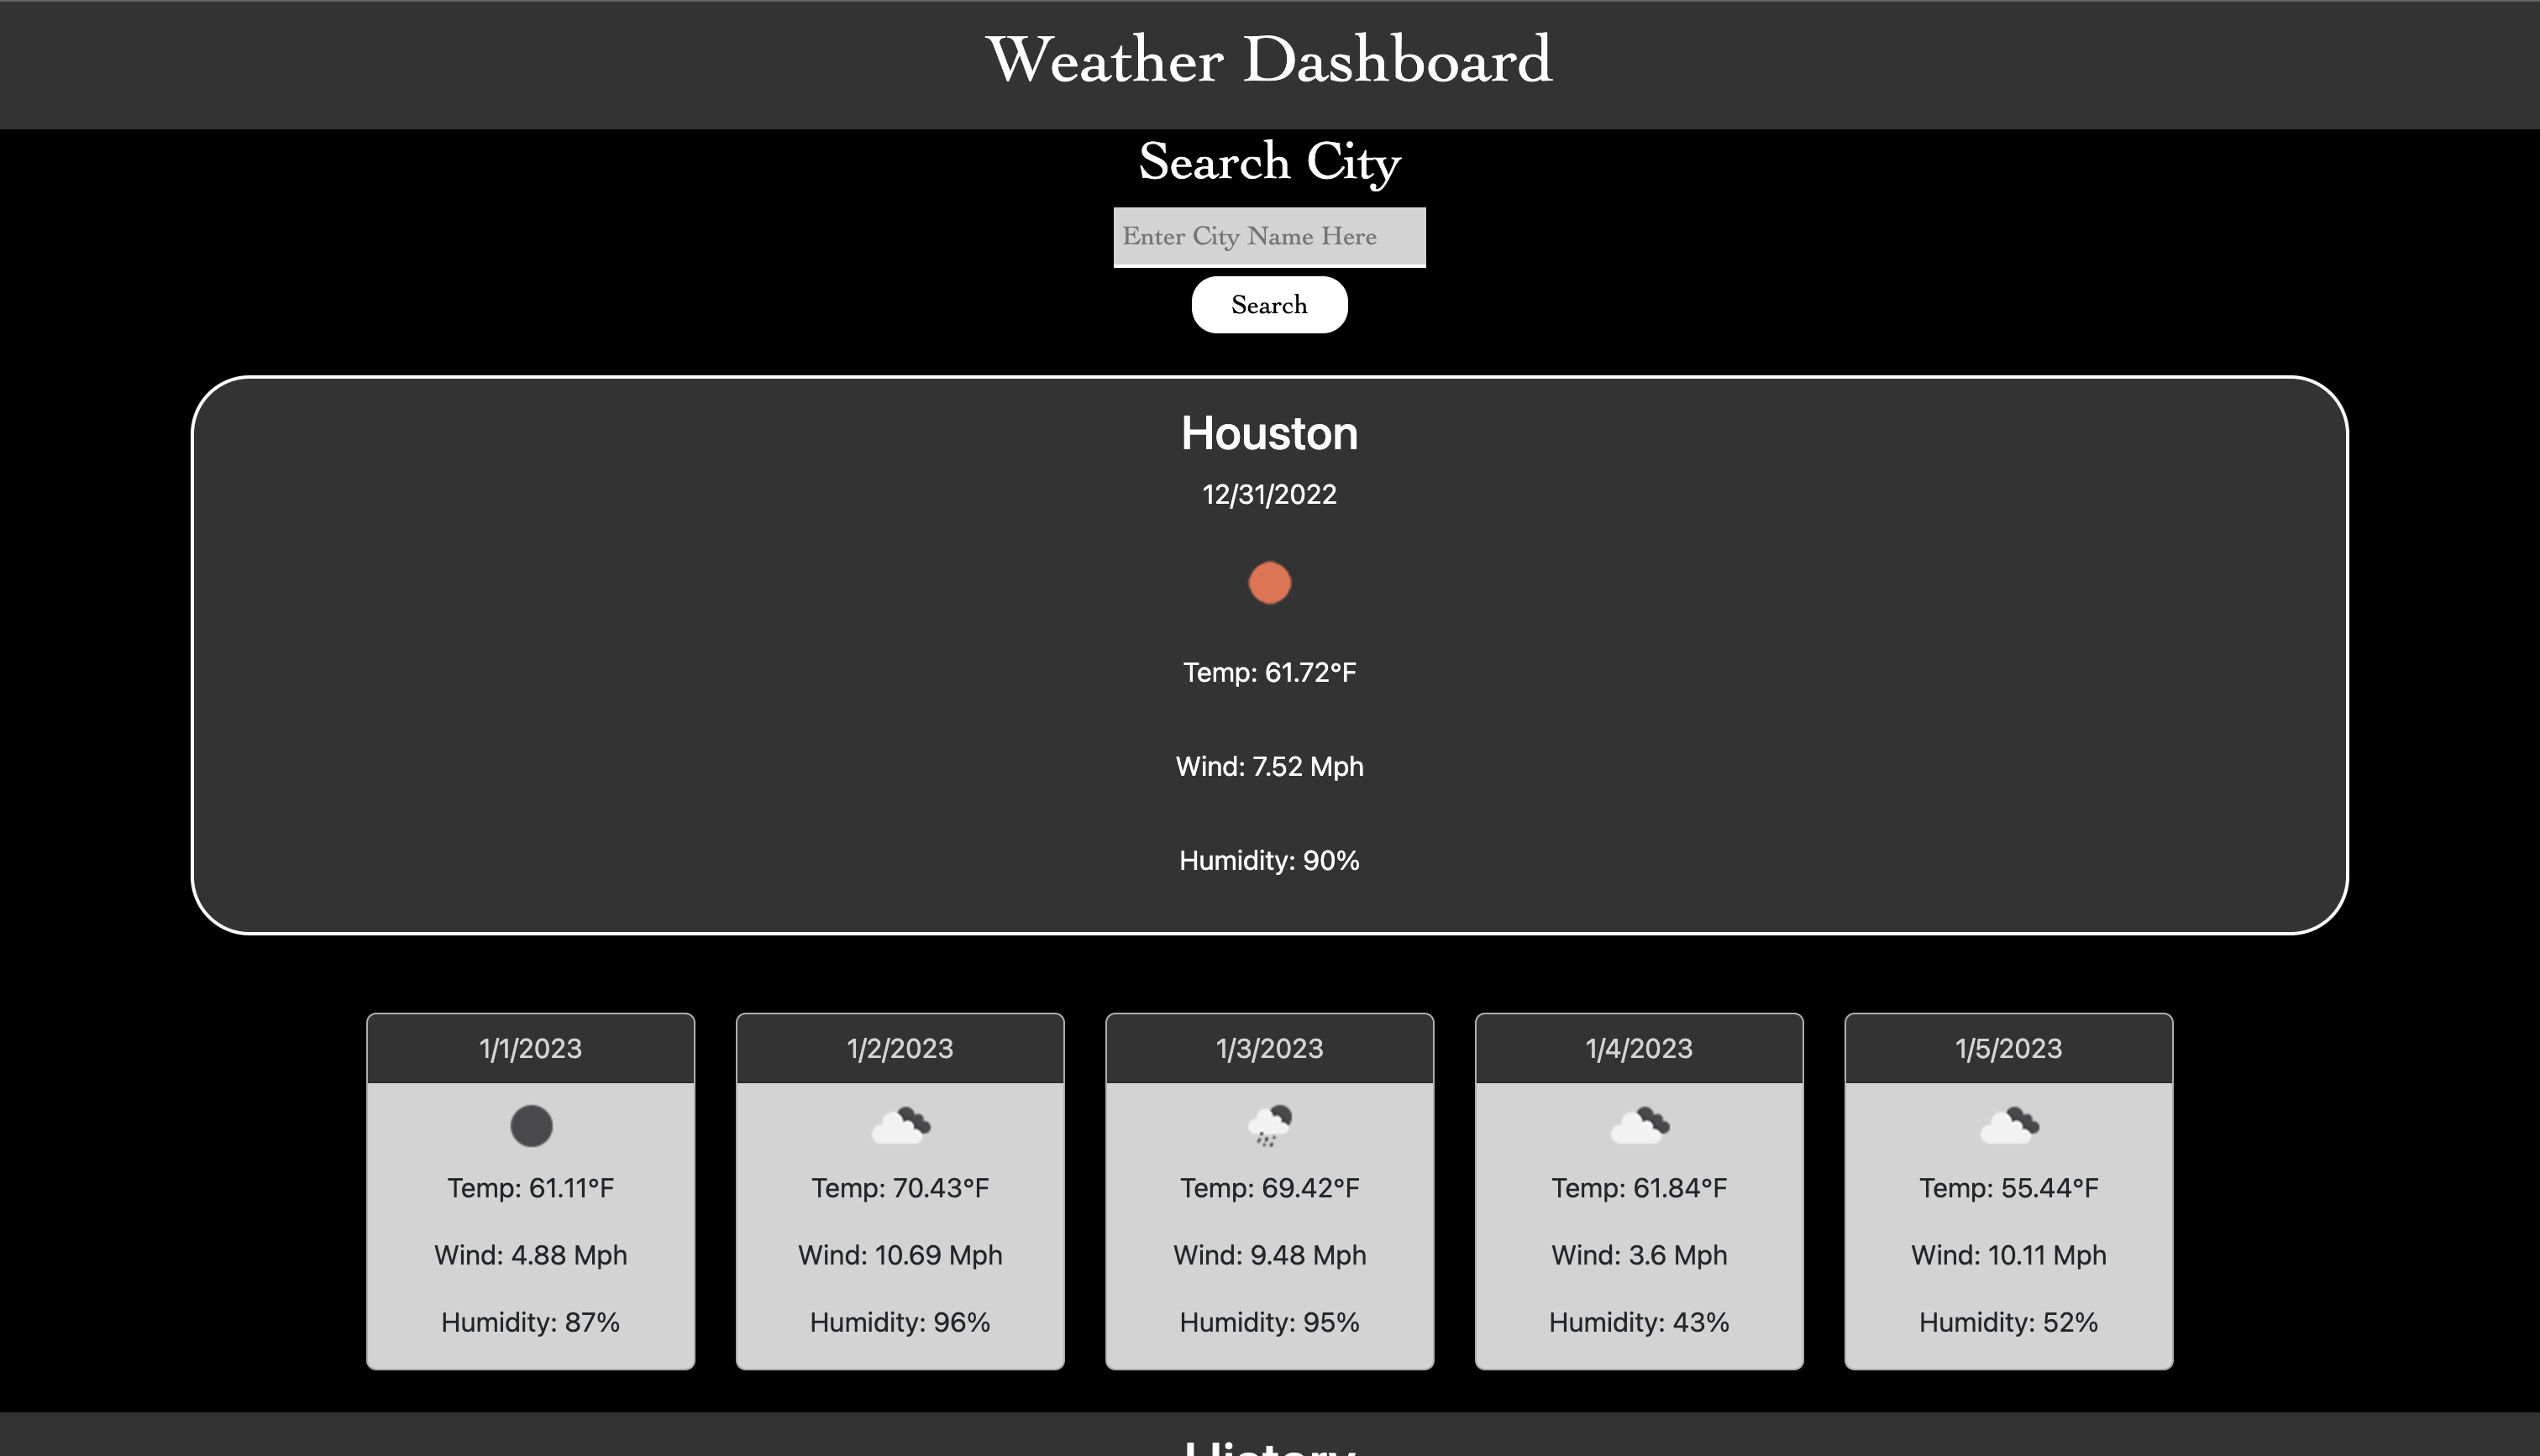 Weather Dashboard
Search City
Enter City Name Here
Search
Houston
12/31/2022
Temp: 61.72°F
Wind: 7.52 Mph
Humidity: 90%
1/1/2023
Temp: 61.11°F
Wind: 4.88 Mph
Humidity: 87%
1/2/2023
Temp: 70.43°F
Wind: 10.69 Mph
Humidity: 96%
1/3/2023
Temp: 69.42°F
Wind: 9.48 Mph
Humidity: 95%
1/4/2023
Temp: 61.84°F
Wind: 3.6 Mph
Humidity: 43%
1/5/2023
Temp: 55.44°F
Wind: 10.11 Mph
Humidity: 52%
History